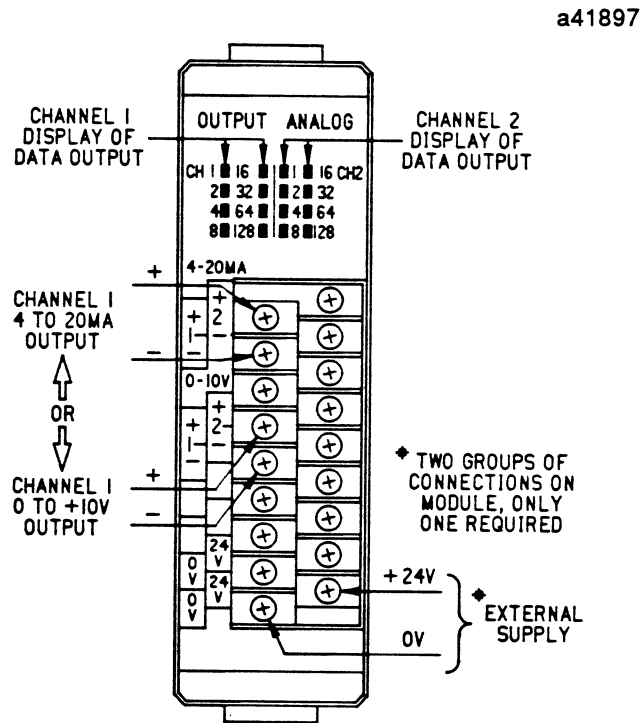 a41897
CHANNEL 1
DISPLAY OF
DATA OUTPUT
OUTPUT ANALOG
CHANNEL 2
DISPLAY OF
DATA OUTPUT
CH 1 16 1 16 CH2
2 32 2 32
4 64 4 64
8 128 8 128
+ 4-20MA
CHANNEL 1
4 TO 20MA
OUTPUT
−
+
1
−
+
2
−
OR
0-10V
+
1
−
+
2
−
CHANNEL 1
0 TO +10V
OUTPUT
+
−
* TWO GROUPS OF
CONNECTIONS ON
MODULE, ONLY
ONE REQUIRED
24
V
0
V
24
V
0
V
+24V
0V
*
EXTERNAL
SUPPLY